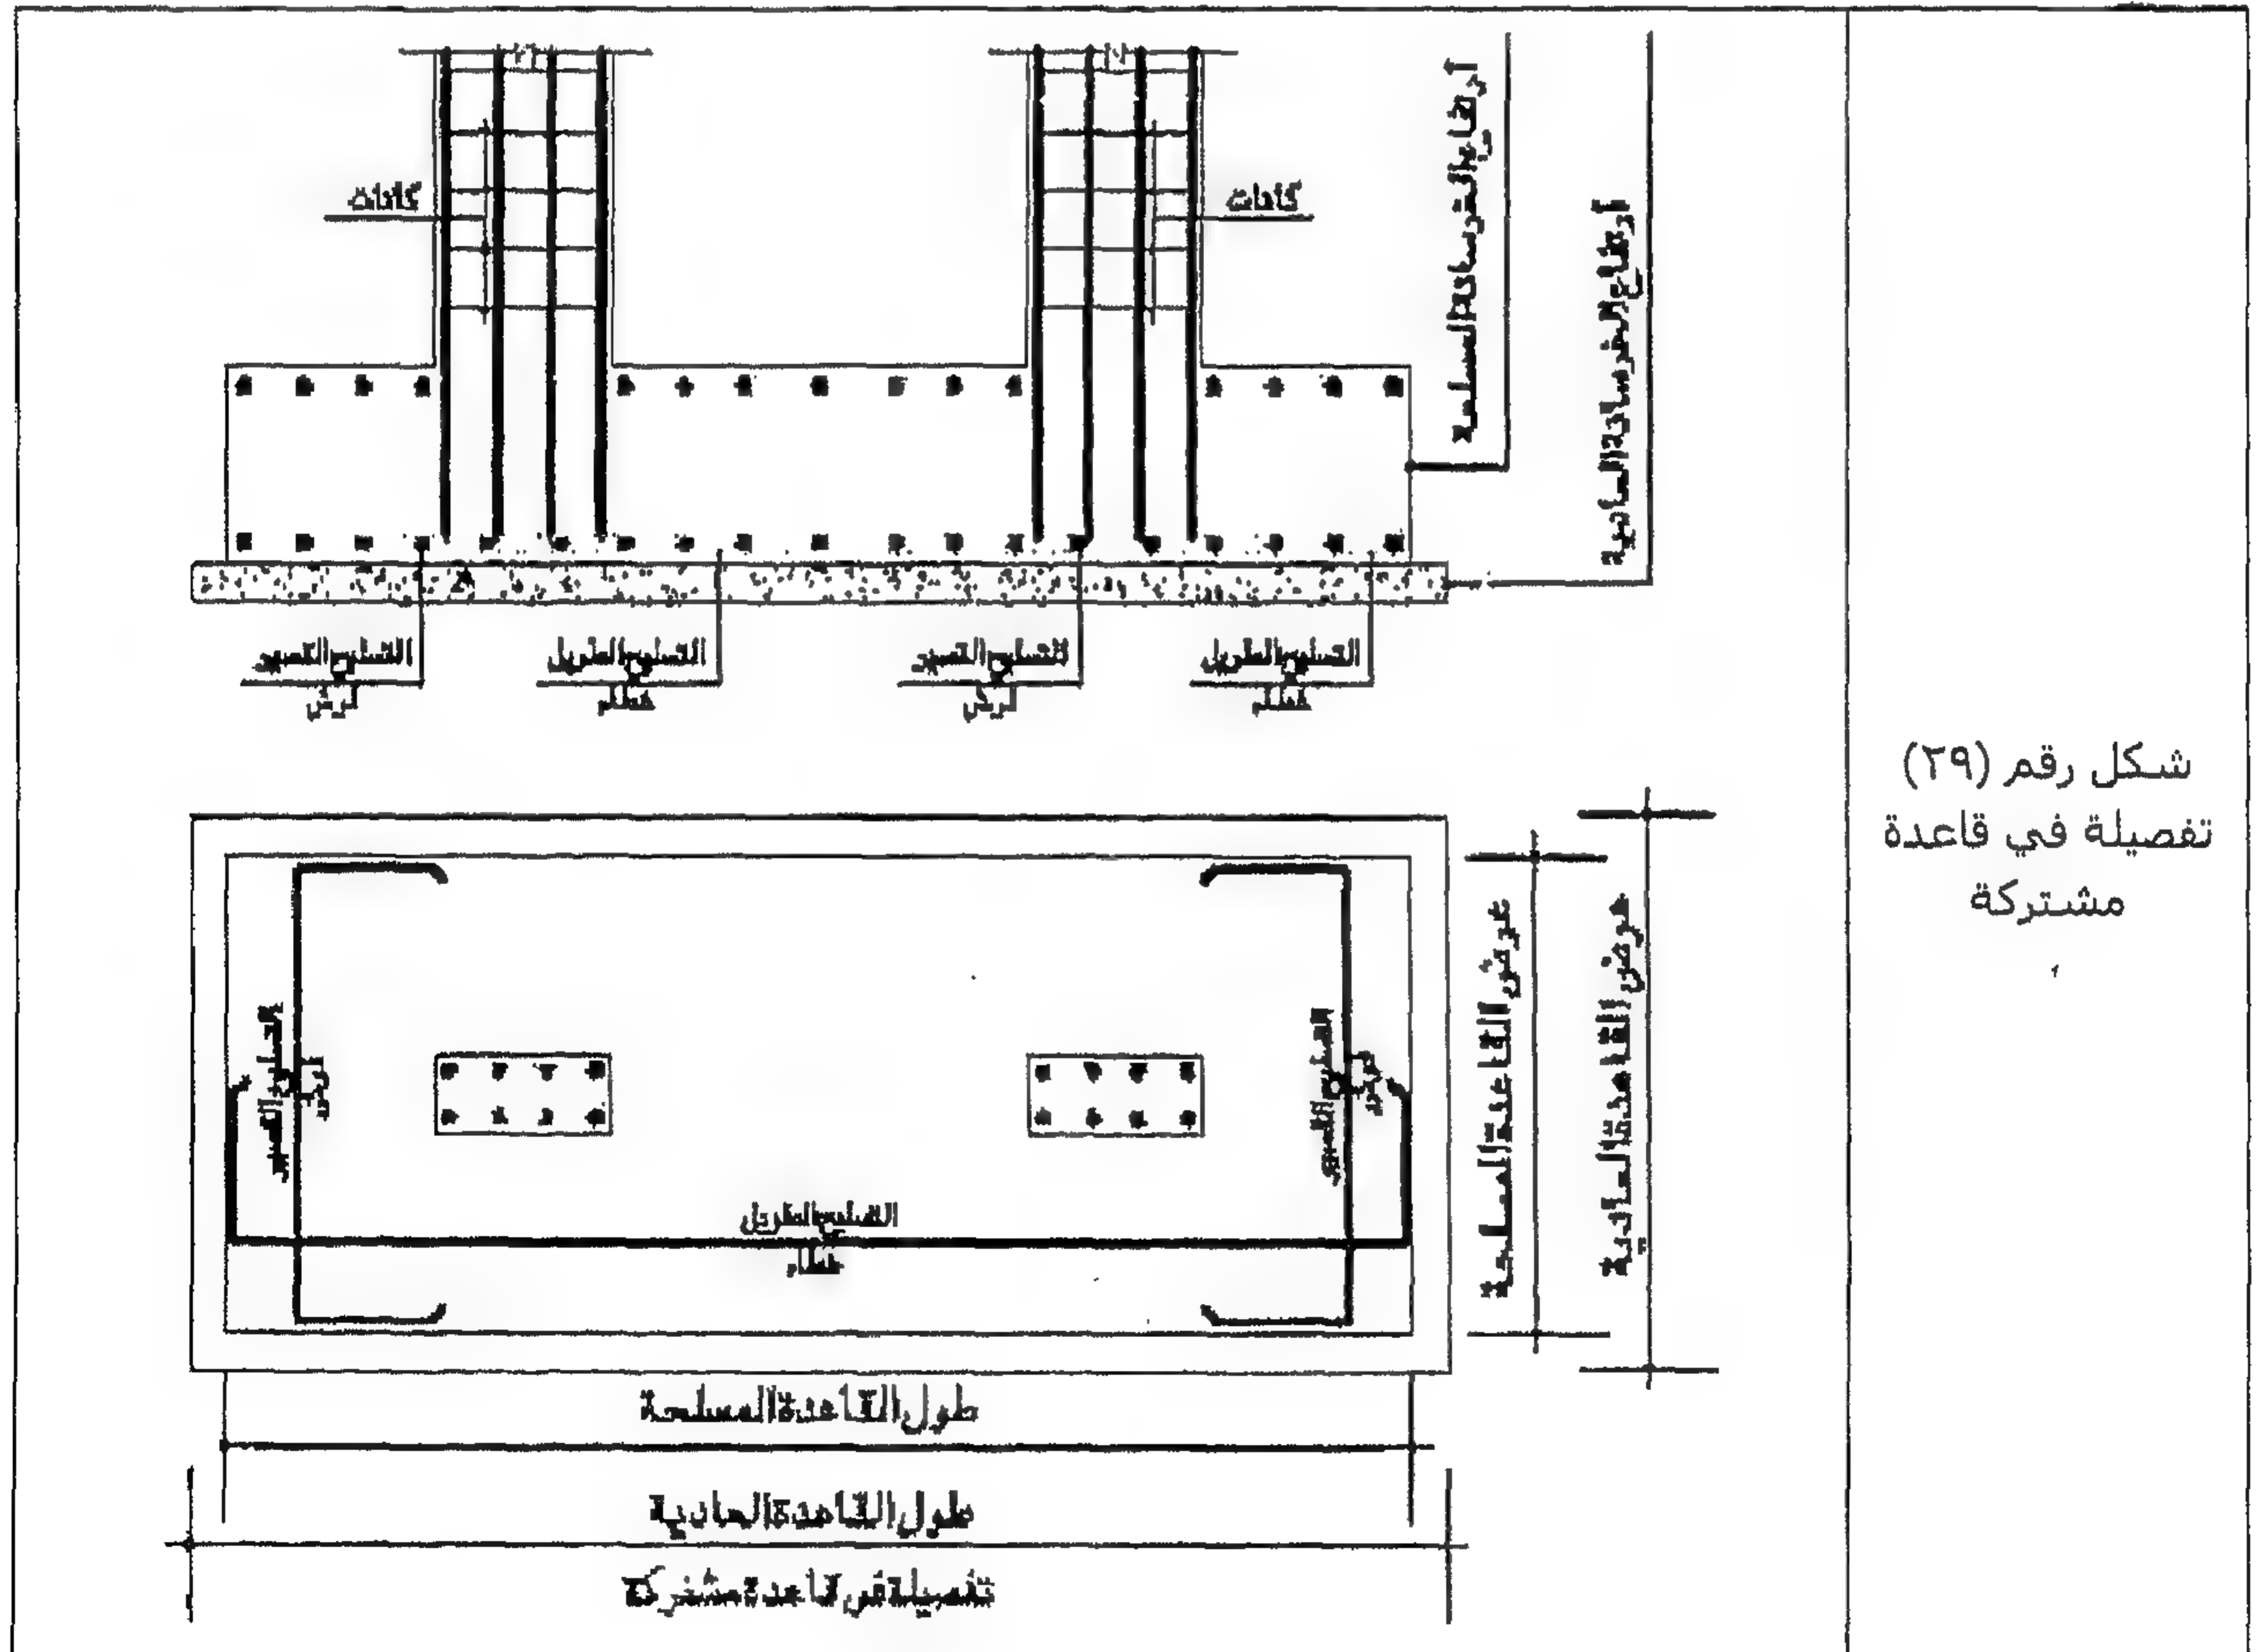 كانات
كانات
أرتفاع الخرسانة المسلحة
أرتفاع الخرسانة العادية
التسليح القصير
فرش
التسليح الطويل
غطاء
التسليح القصير
فرش
التسليح الطويل
غطاء
شكل رقم (٢٩)
تفصيلة في قاعدة
مشتركة
التسليح القصير
فرش
التسليح القصير
فرش
التسليح الطويل
غطاء
عرض القاعدة المسلحة
عرض القاعدة العادية
طول القاعدة المسلحة
طول القاعدة العادية
تفصيلة في قاعدة مشتركة